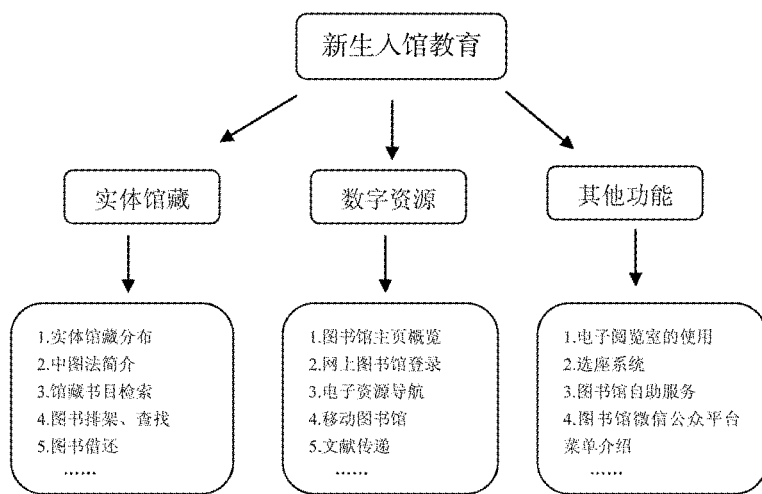 新生入馆教育
实体馆藏
数字资源
其他功能
1.实体馆藏分布
2.中图法简介
3.馆藏书目检索
4.图书排架、查找
5.图书借还
……
1.图书馆主页概览
2.网上图书馆登录
3.电子资源导航
4.移动图书馆
5.文献传递
……
1.电子阅览室的使用
2.选座系统
3.图书馆自助服务
4.图书馆微信公众平台
菜单介绍
……